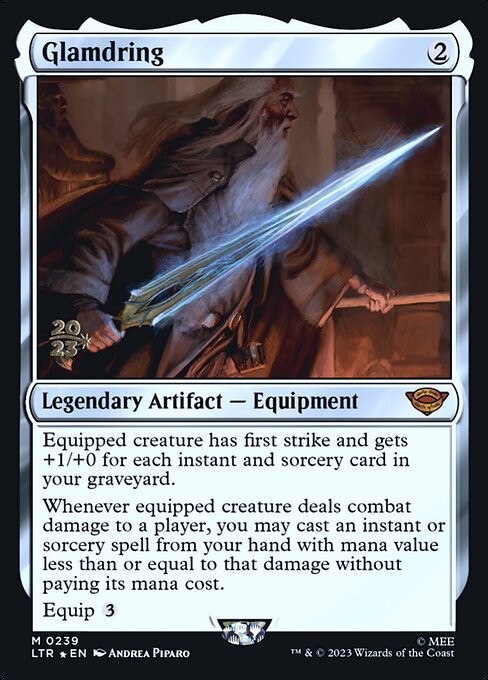 Glamdring 2
20
23
Legendary Artifact — Equipment
Equipped creature has first strike and gets
+1/+0 for each instant and sorcery card in
your graveyard.
Whenever equipped creature deals combat
damage to a player, you may cast an instant or
sorcery spell from your hand with mana value
less than or equal to that damage without
paying its mana cost.
Equip 3
M 0239
LTR ★ EN Andrea Piparo
© MEE
™ & © 2023 Wizards of the Coast